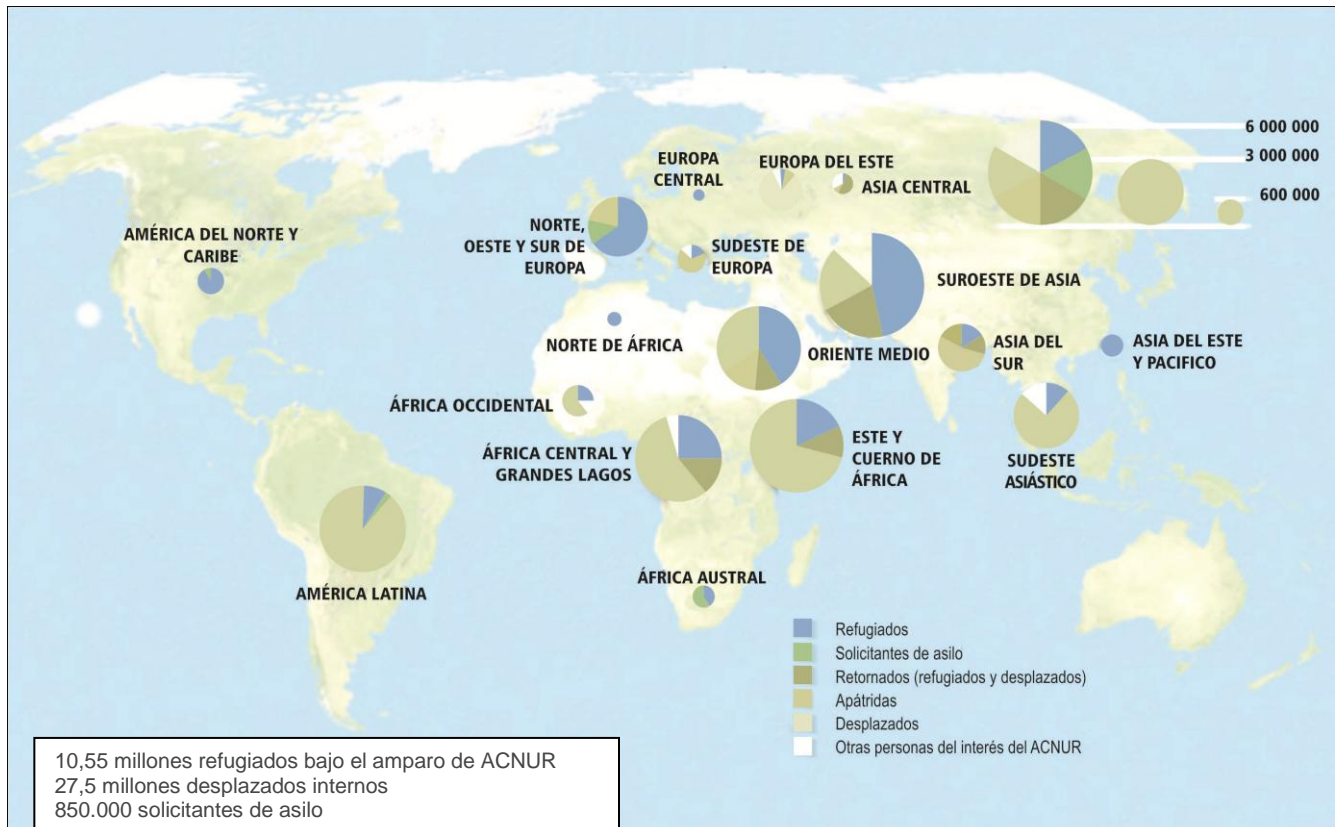 6 000 000
3 000 000
600 000
EUROPA
CENTRAL
EUROPA DEL ESTE
ASIA CENTRAL
AMÉRICA DEL NORTE Y
CARIBE
NORTE,
OESTE Y SUR DE
EUROPA
SUDESTE DE
EUROPA
SUROESTE DE ASIA
NORTE DE ÁFRICA
ORIENTE MEDIO
ASIA DEL
SUR
ASIA DEL ESTE
Y PACIFICO
ÁFRICA OCCIDENTAL
ÁFRICA CENTRAL Y
GRANDES LAGOS
ESTE Y
CUERNO DE
ÁFRICA
SUDESTE
ASIÁSTICO
AMÉRICA LATINA
ÁFRICA AUSTRAL
Refugiados
Solicitantes de asilo
Retornados (refugiados y desplazados)
Apátridas
Desplazados
Otras personas del interés del ACNUR
10,55 millones refugiados bajo el amparo de ACNUR
27,5 millones desplazados internos
850.000 solicitantes de asilo